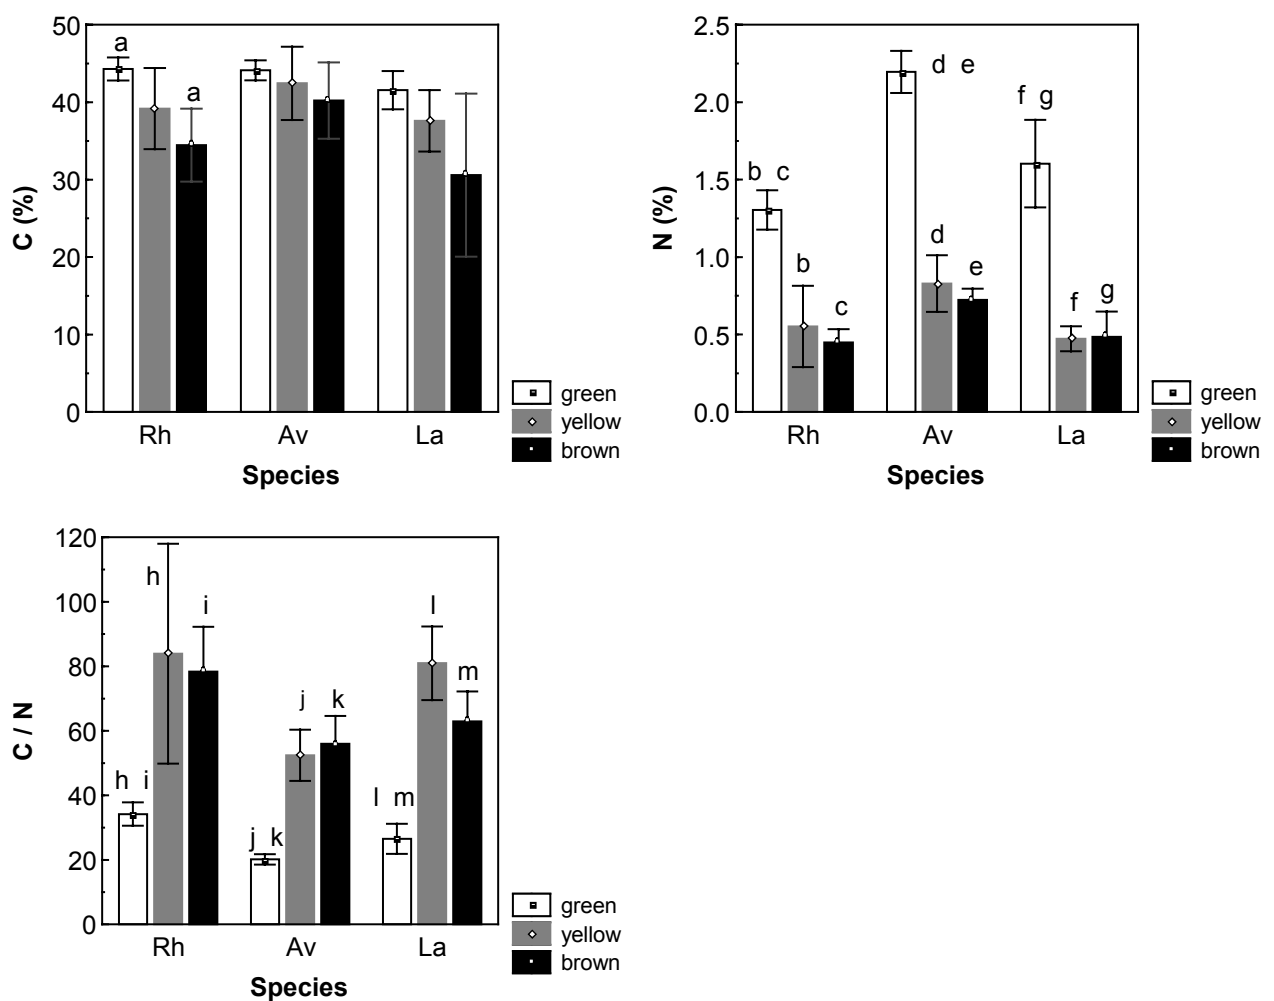 C (%)
50
40
30
20
10
0
a
a
Rh Av La
Species
green
yellow
brown
N (%)
2.5
2.0
1.5
1.0
0.5
0.0
b c
b
c
d e
d
e
f g
f
g
Rh Av La
Species
green
yellow
brown
C / N
120
100
80
60
40
20
0
h i
h
i
j k
j
k
l m
l
m
Rh Av La
Species
green
yellow
brown